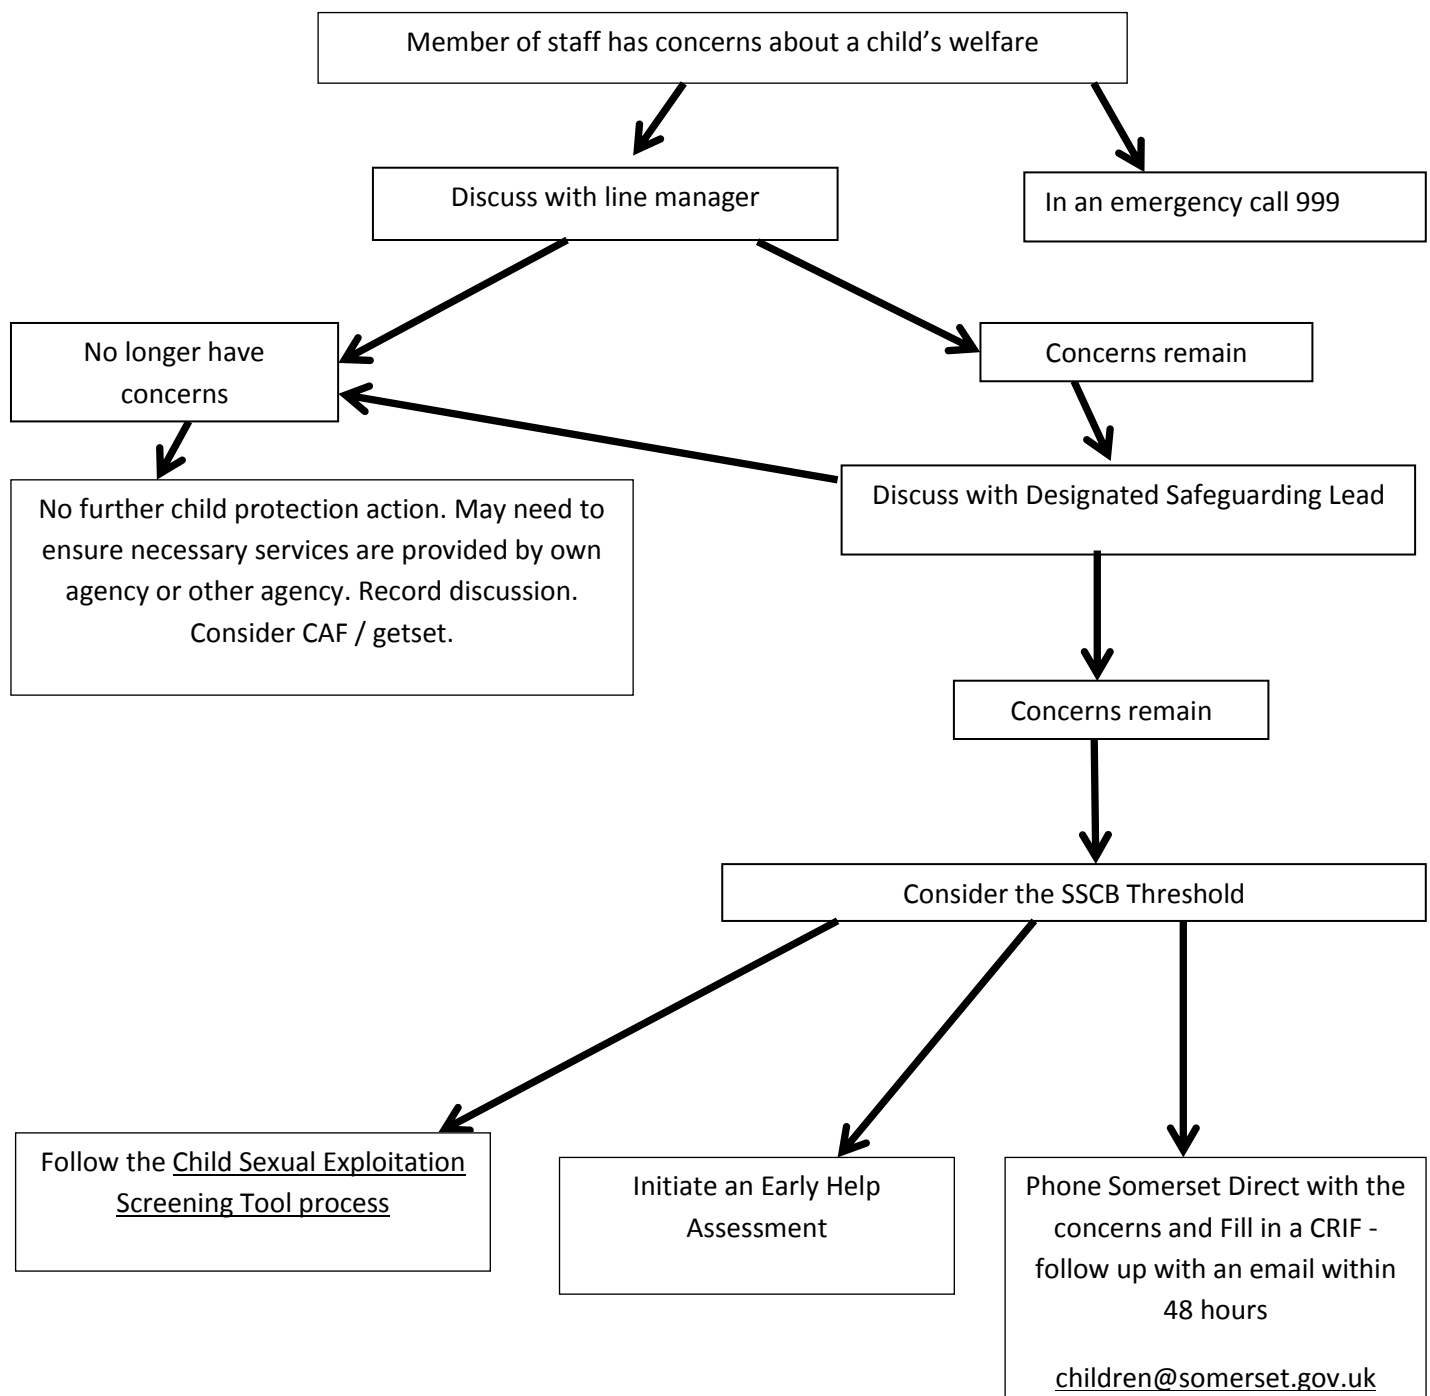 Member of staff has concerns about a child’s welfare
Discuss with line manager
In an emergency call 999
No longer have
concerns
Concerns remain
No further child protection action. May need to
ensure necessary services are provided by own
agency or other agency. Record discussion.
Consider CAF / getset.
Discuss with Designated Safeguarding Lead
Concerns remain
Consider the SSCB Threshold
Follow the Child Sexual Exploitation
Screening Tool process
Initiate an Early Help
Assessment
Phone Somerset Direct with the
concerns and Fill in a CRIF -
follow up with an email within
48 hours
children@somerset.gov.uk